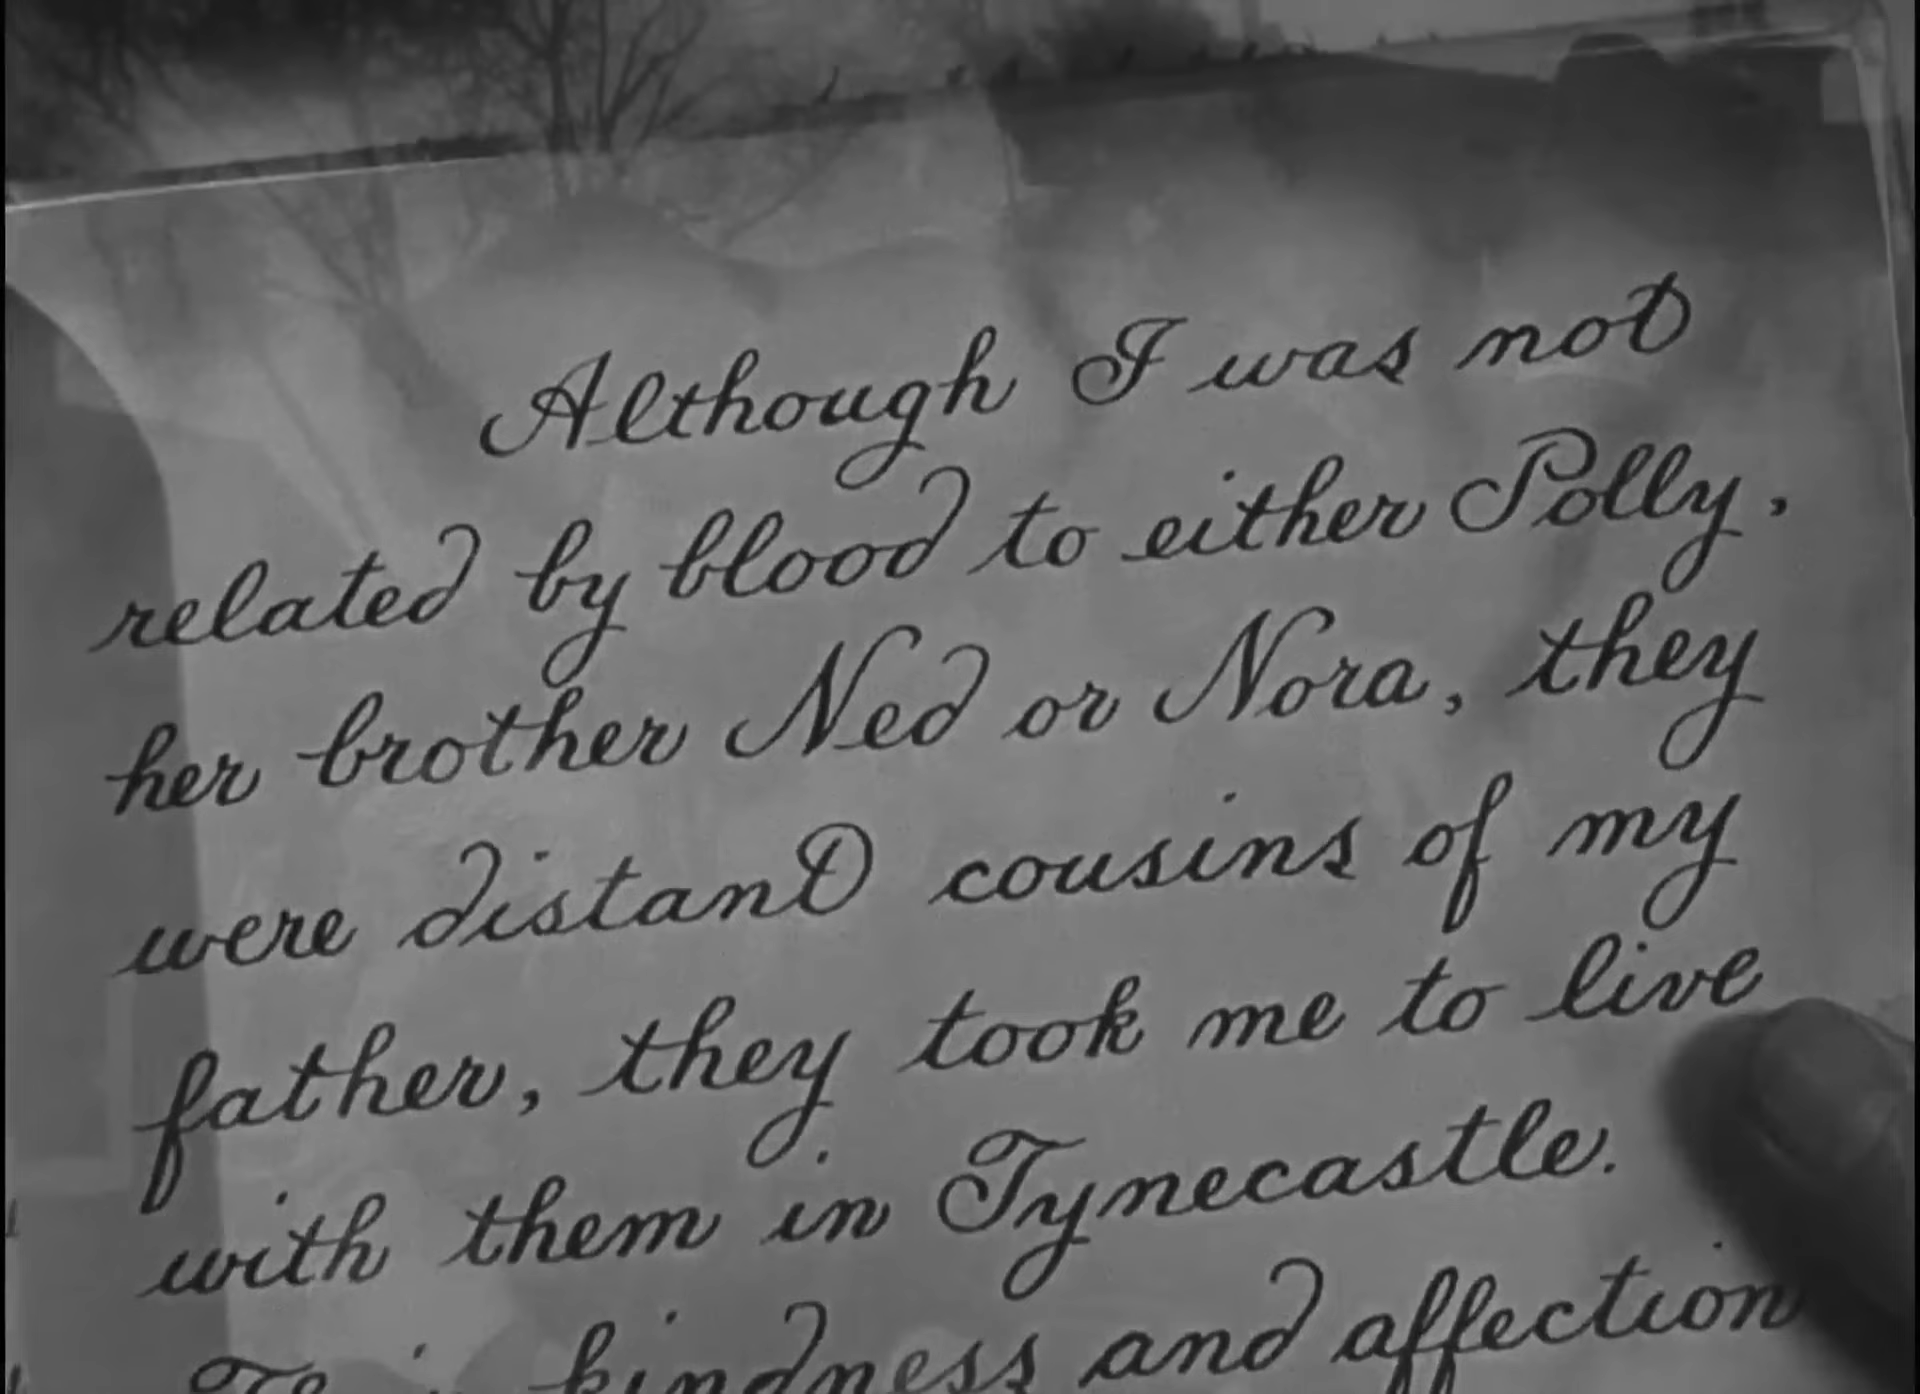 Although I was not
related by blood to either Polly,
her brother Ned or Nora, they
were distant cousins of my
father, they took me to live
with them in Tynecastle.
Their kindness and affection